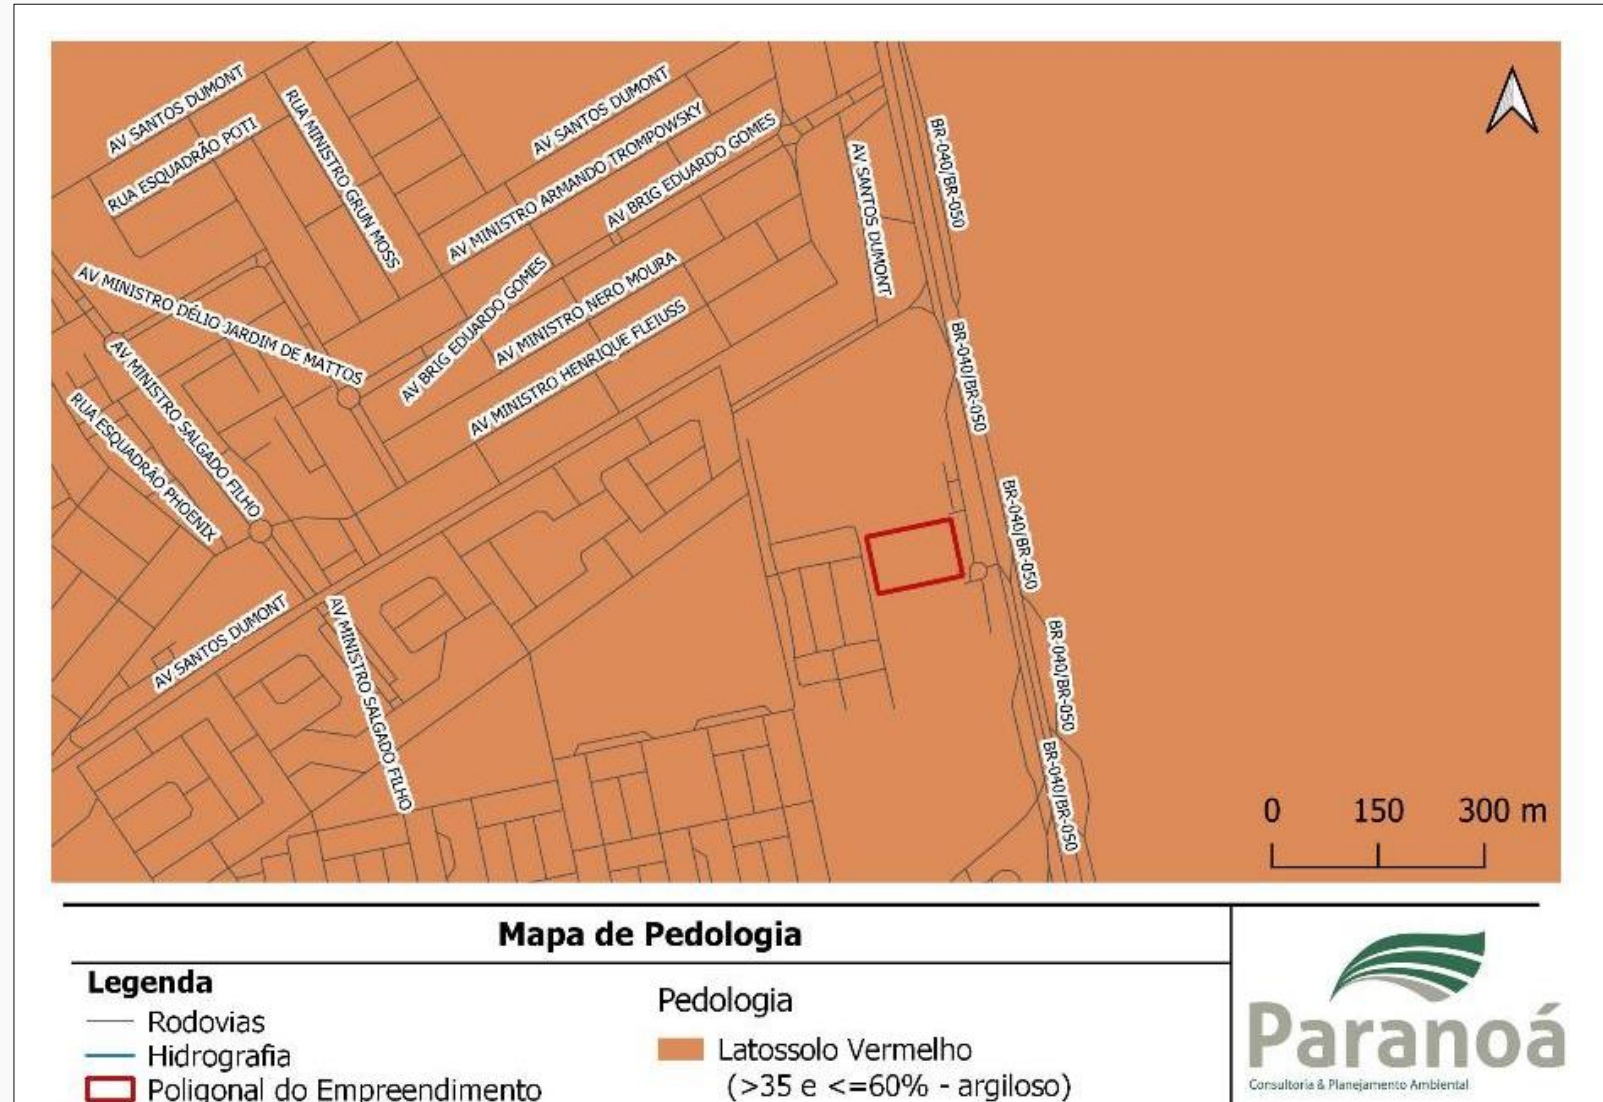 AV SANTOS DUMONT
RUA ESQUADRÃO POTI
RUA MINISTRO GRUN MOSS
AV SANTOS DUMONT
AV MINISTRO ARMANDO TROMPOWSKY
AV BRIG EDUARDO GOMES
AV SANTOS DUMONT
BR-040/BR-050
AV MINISTRO DÉLIO JARDIM DE MATTOS
AV BRIG EDUARDO GOMES
AV MINISTRO NERO MOURA
AV MINISTRO HENRIQUE FLEIUSS
BR-040/BR-050
AV MINISTRO SALGADO FILHO
RUA ESQUADRÃO PHOENIX
BR-040/BR-050
AV SANTOS DUMONT
AV MINISTRO SALGADO FILHO
BR-040/BR-050
BR-040/BR-050
0 150 300 m
Mapa de Pedologia
Legenda
Rodovias
Hidrografia
Poligonal do Empreendimento
Pedologia
Latossolo Vermelho
(>35 e <=60% - argiloso)
Paranoá
Consultoria & Planejamento Ambiental